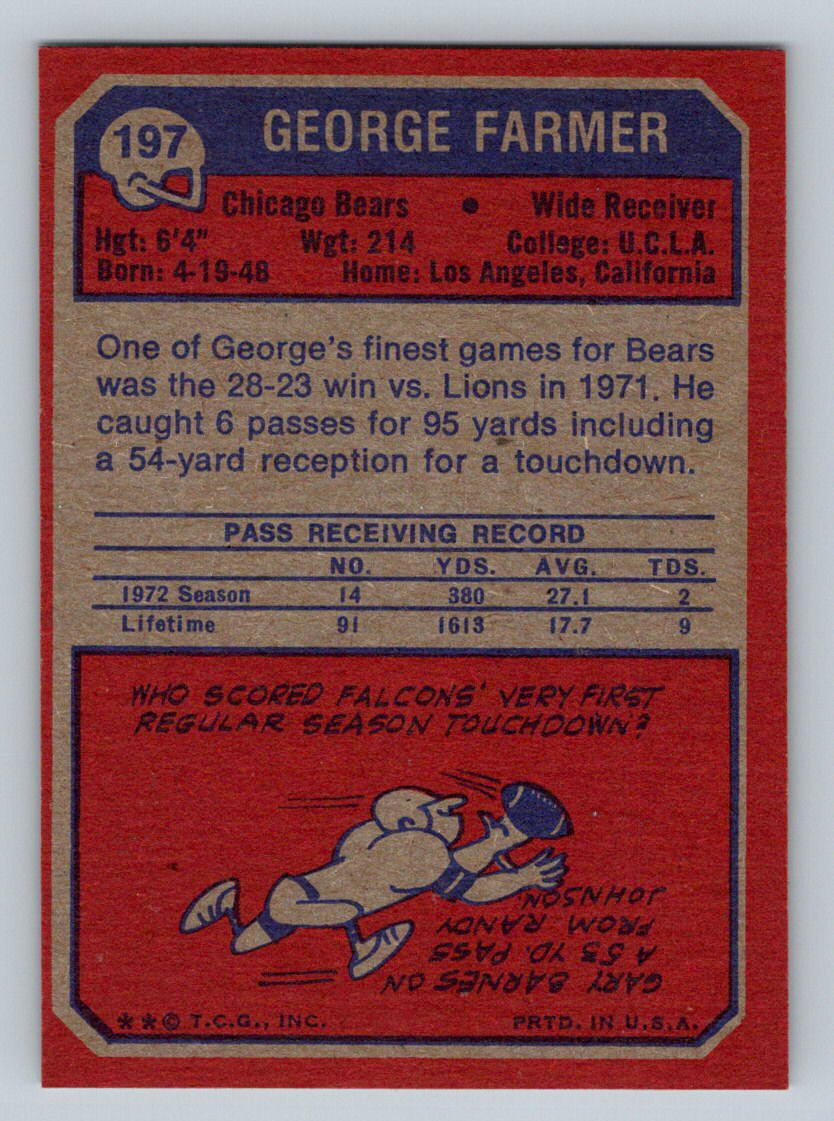 197
GEORGE FARMER
Chicago Bears • Wide Receiver
Hgt: 6'4" Wgt: 214 College: U.C.L.A.
Born: 4-19-48 Home: Los Angeles, California
One of George's finest games for Bears
was the 28-23 win vs. Lions in 1971. He
caught 6 passes for 95 yards including
a 54-yard reception for a touchdown.
PASS RECEIVING RECORD
NO. YDS. AVG. TDS.
1972 Season 14 380 27.1 2
Lifetime 91 1613 17.7 9
WHO SCORED FALCONS' VERY FIRST
REGULAR SEASON TOUCHDOWN?
GARY BARNES ON
A 53 YD. PASS
FROM RANDY
JOHNSON
**© T.C.G., INC. PRTD. IN U.S.A.